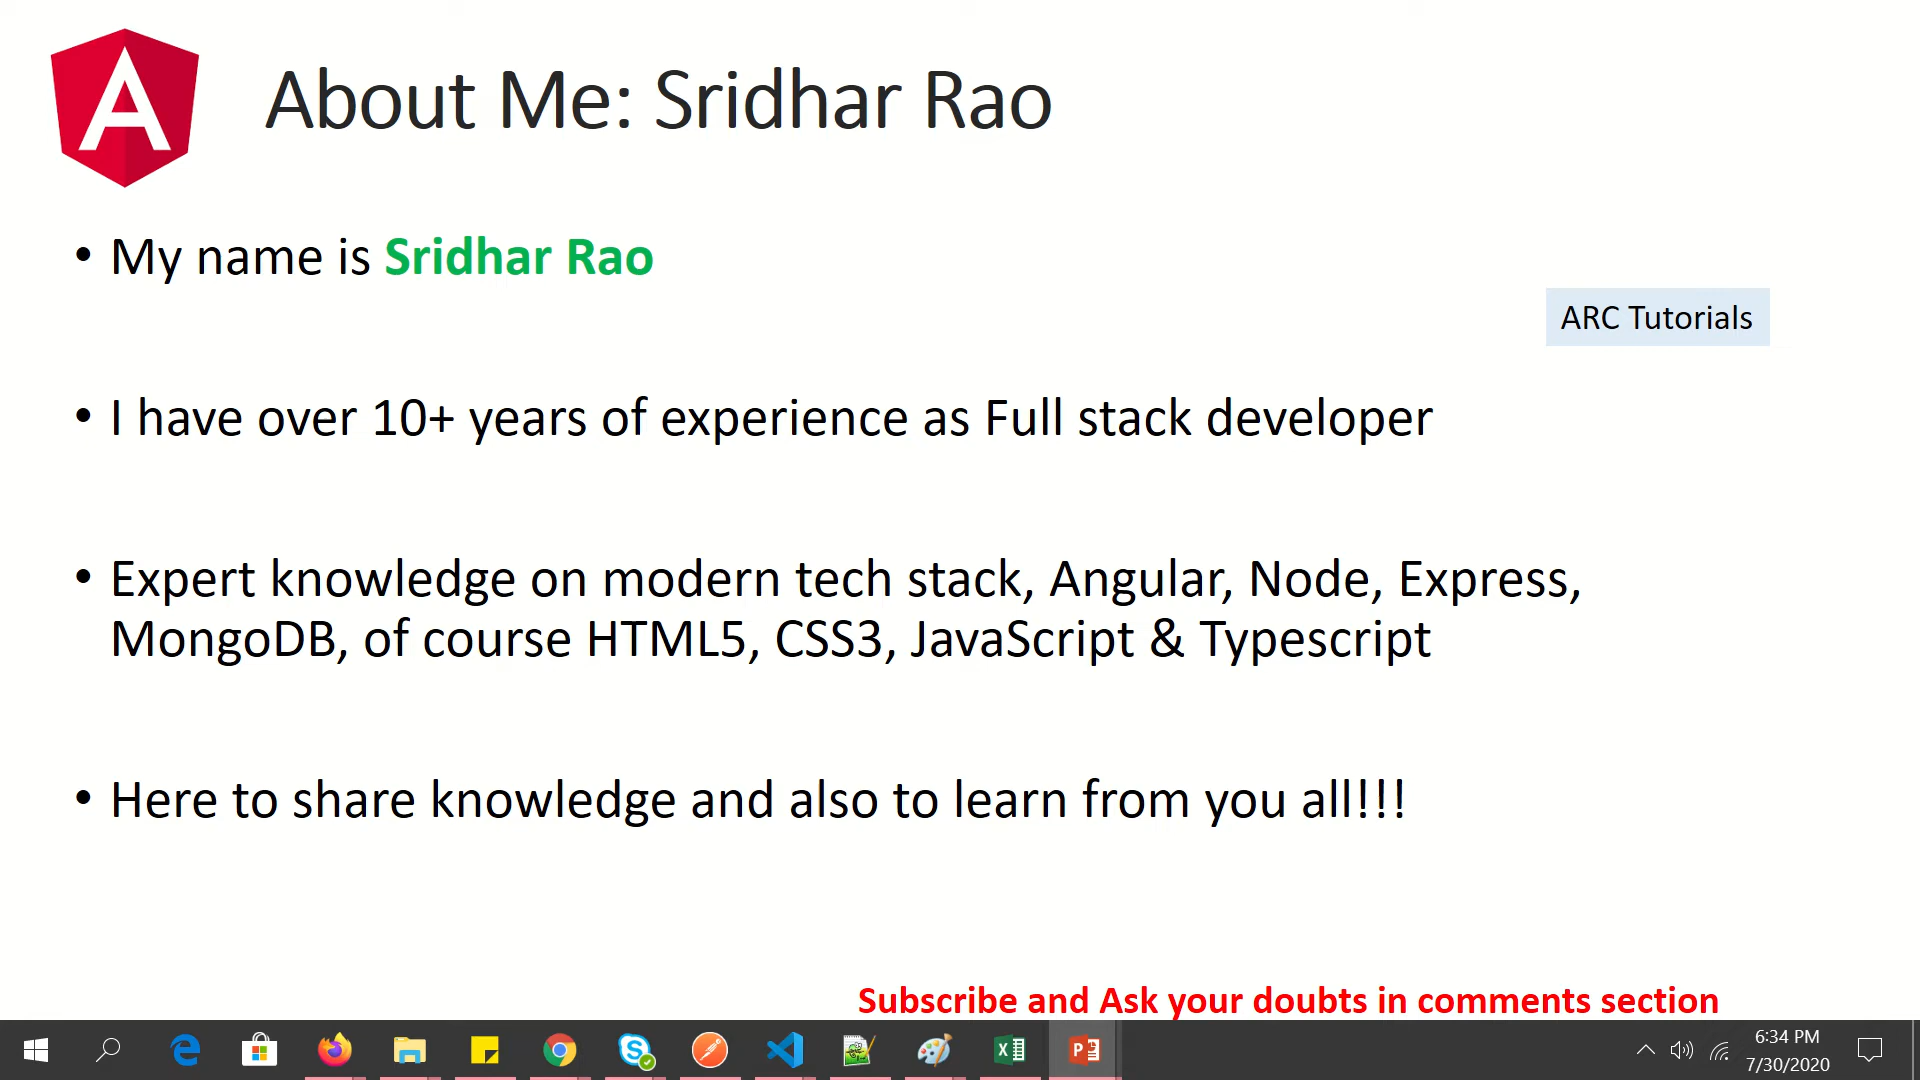 About Me: Sridhar Rao
• My name is Sridhar Rao
ARC Tutorials
• I have over 10+ years of experience as Full stack developer
• Expert knowledge on modern tech stack, Angular, Node, Express,
MongoDB, of course HTML5, CSS3, JavaScript & Typescript
• Here to share knowledge and also to learn from you all!!!
Subscribe and Ask your doubts in comments section
6:34 PM
7/30/2020